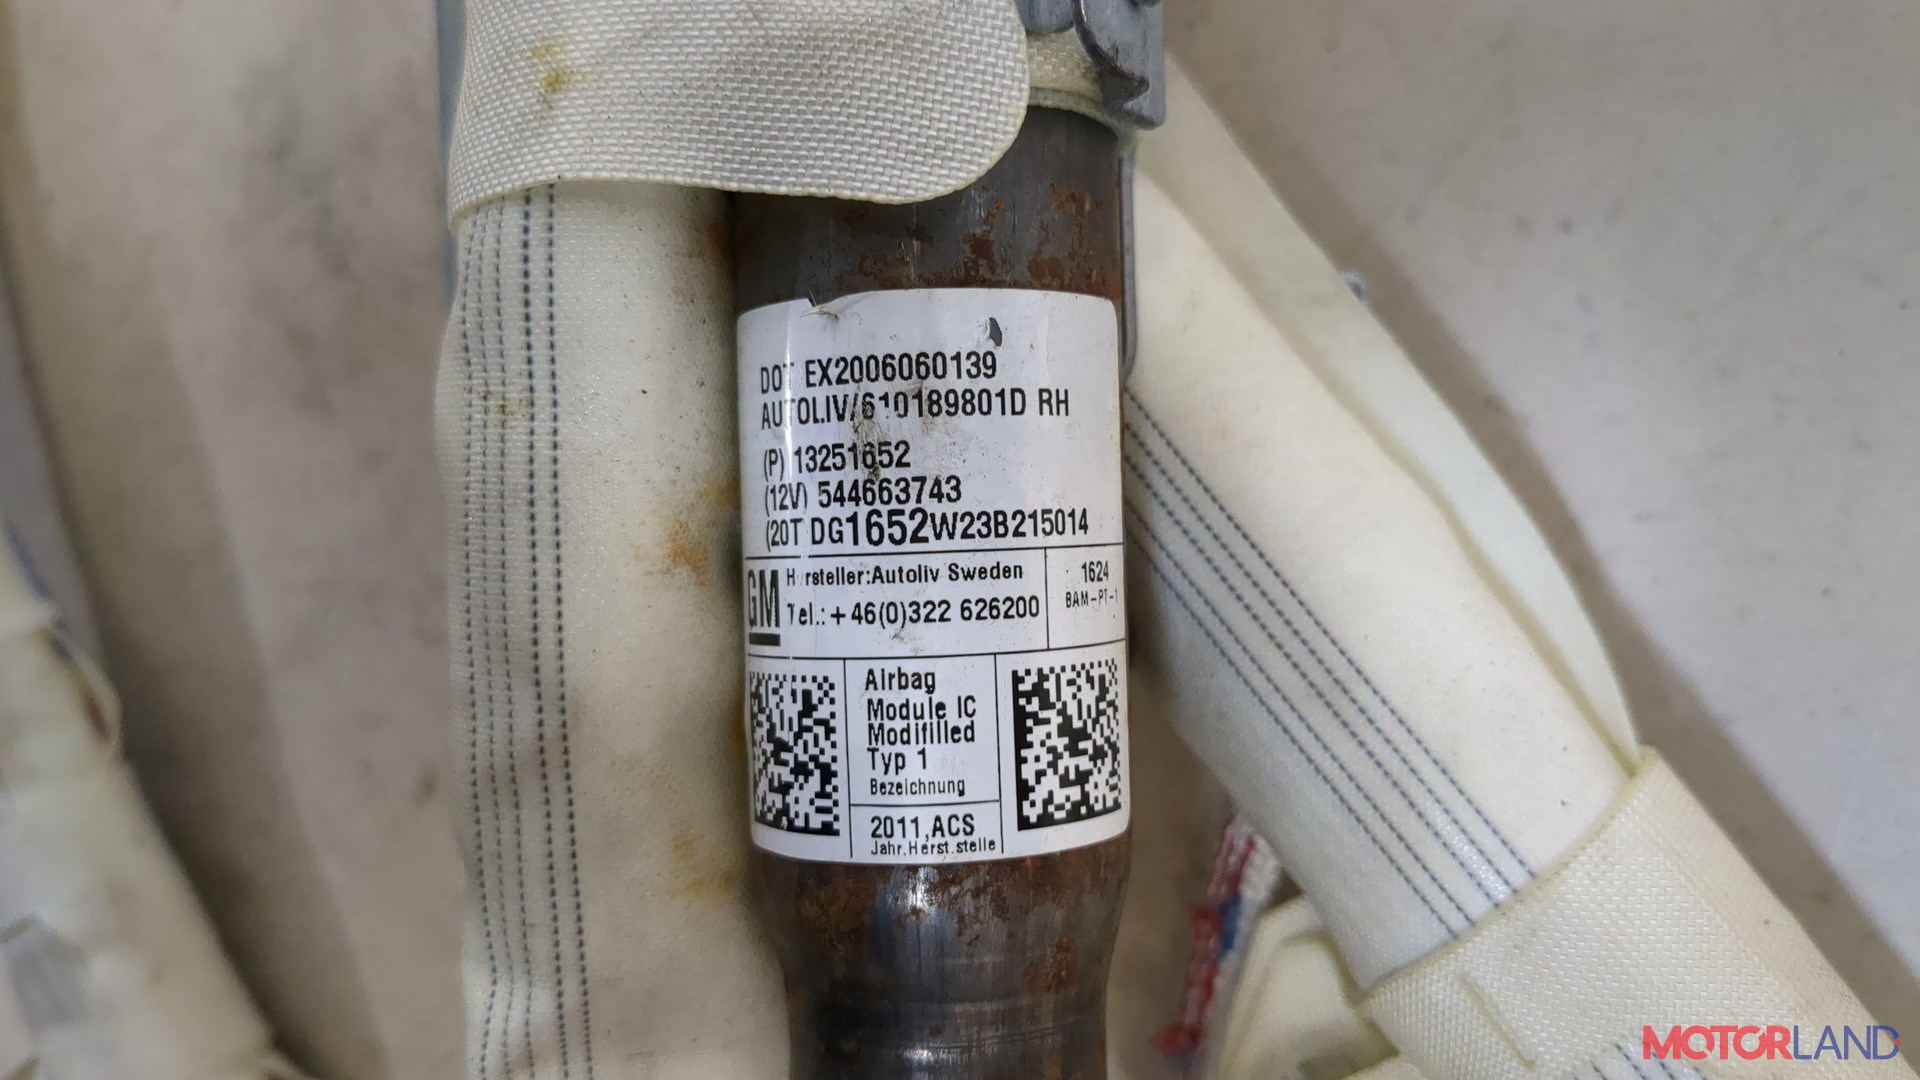 DOT EX2006060139
AUTOLIV/610189801D RH
(P) 13251652
(12V) 544663743
(20T DG1652W23B215014
GM
Hersteller:Autoliv Sweden
Tel.: +46(0)322 626200
1624
BAM-PT-1
Airbag
Module IC
Modifilled
Typ 1
Bezeichnung
2011,ACS
Jahr,Herst.stelle
MOTORLAND